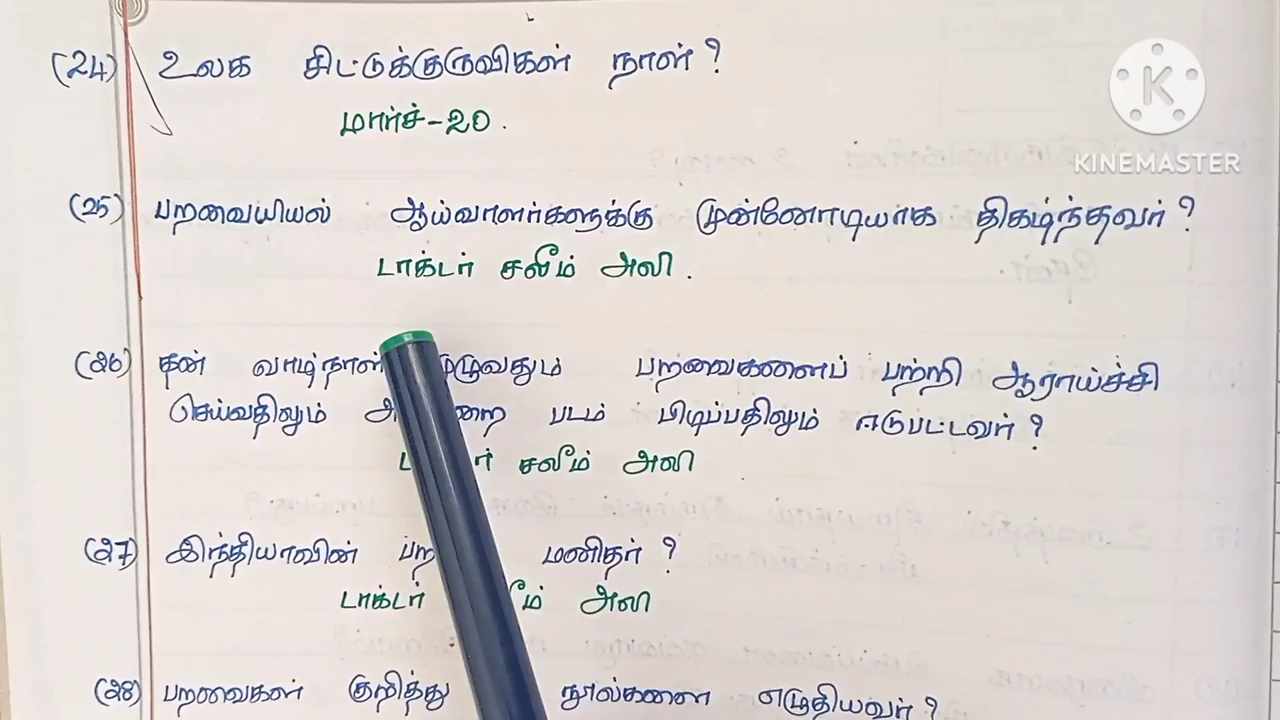 (24) உலக சிட்டுக்குருவிகள் நாள் ?
மார்ச்-20.
(25) பறவையியல் ஆய்வாளர்களுக்கு முன்னோடியாக திகழ்ந்தவர் ?
டாக்டர் சலீம் அலி.
(26) தன் வாழ்நாள் முழுவதும் பறவைகளைப் பற்றி ஆராய்ச்சி
செய்வதிலும் படம் பிடிப்பதிலும் ஈடுபட்டவர் ?
சலீம் அலி
(27) இந்தியாவின் மனிதர் ?
டாக்டர் அலி
(28) பறவைகள் குறித்து நூல்களை எழுதியவர் ?
K
KINEMASTER